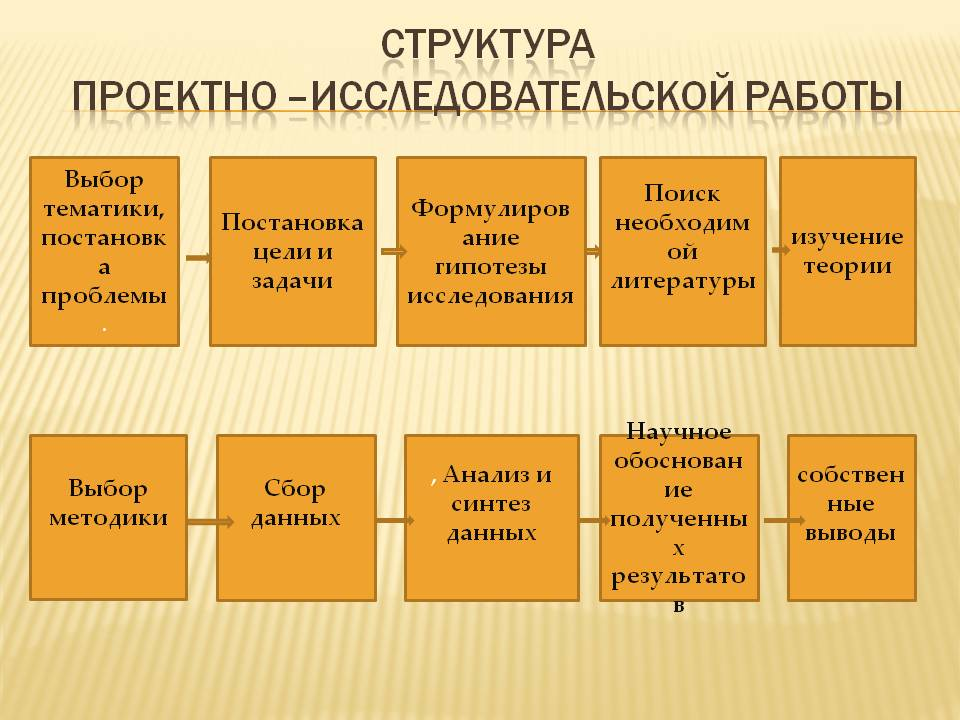 СТРУКТУРА
ПРОЕКТНО –ИССЛЕДОВАТЕЛЬСКОЙ РАБОТЫ
Выбор
тематики,
постановк
а
проблемы
.
Постановка
цели и
задачи
Формулиров
ание
гипотезы
исследования
Поиск
необходим
ой
литературы
изучение
теории
Выбор
методики
Сбор
данных
, Анализ и
синтез
данных
Научное
обоснован
ие
полученны
х
результато
в
собствен
ные
выводы